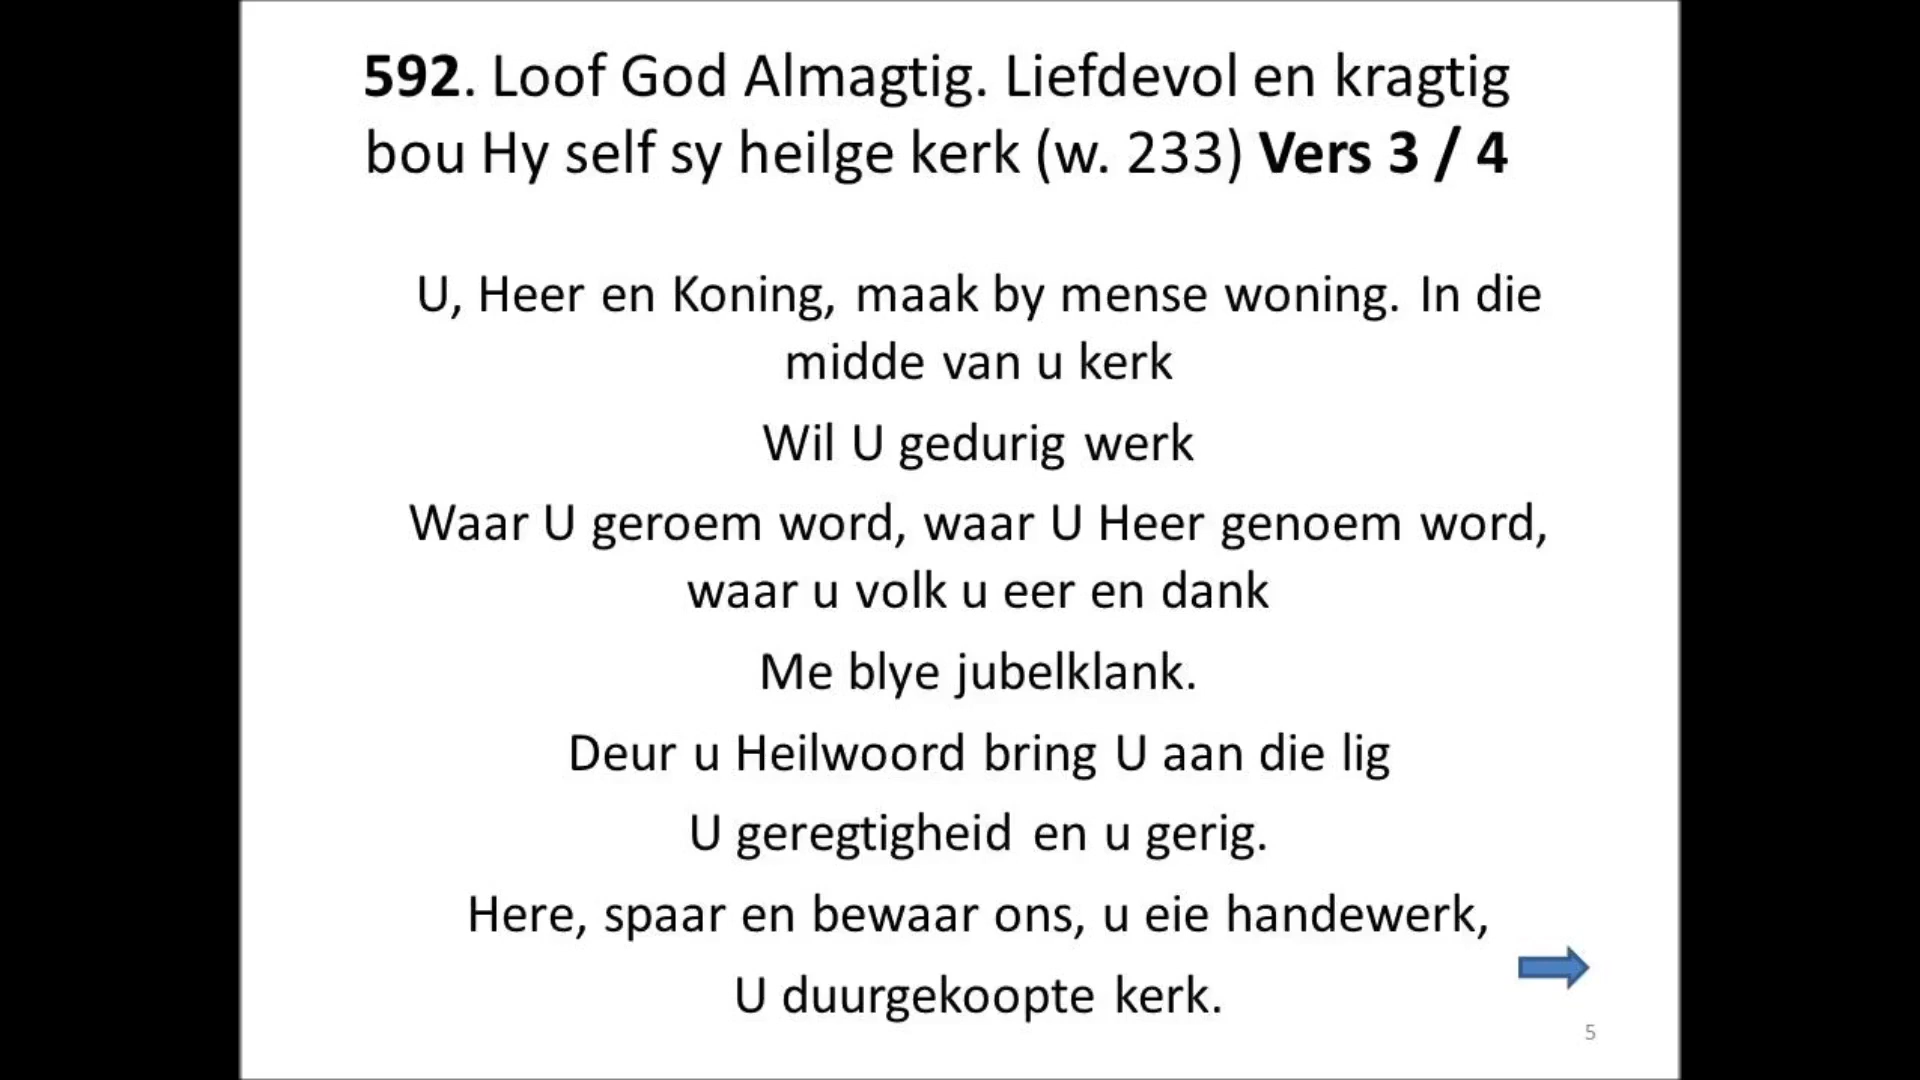 592. Loof God Almagtig. Liefdevol en kragtig
bou Hy self sy heilge kerk (w. 233) Vers 3 / 4
U, Heer en Koning, maak by mense woning. In die
midde van u kerk
Wil U gedurig werk
Waar U geroem word, waar U Heer genoem word,
waar u volk u eer en dank
Me blye jubelklank.
Deur u Heilwoord bring U aan die lig
U geregtigheid en u gerig.
Here, spaar en bewaar ons, u eie handewerk,
U duurgekoopte kerk.
5